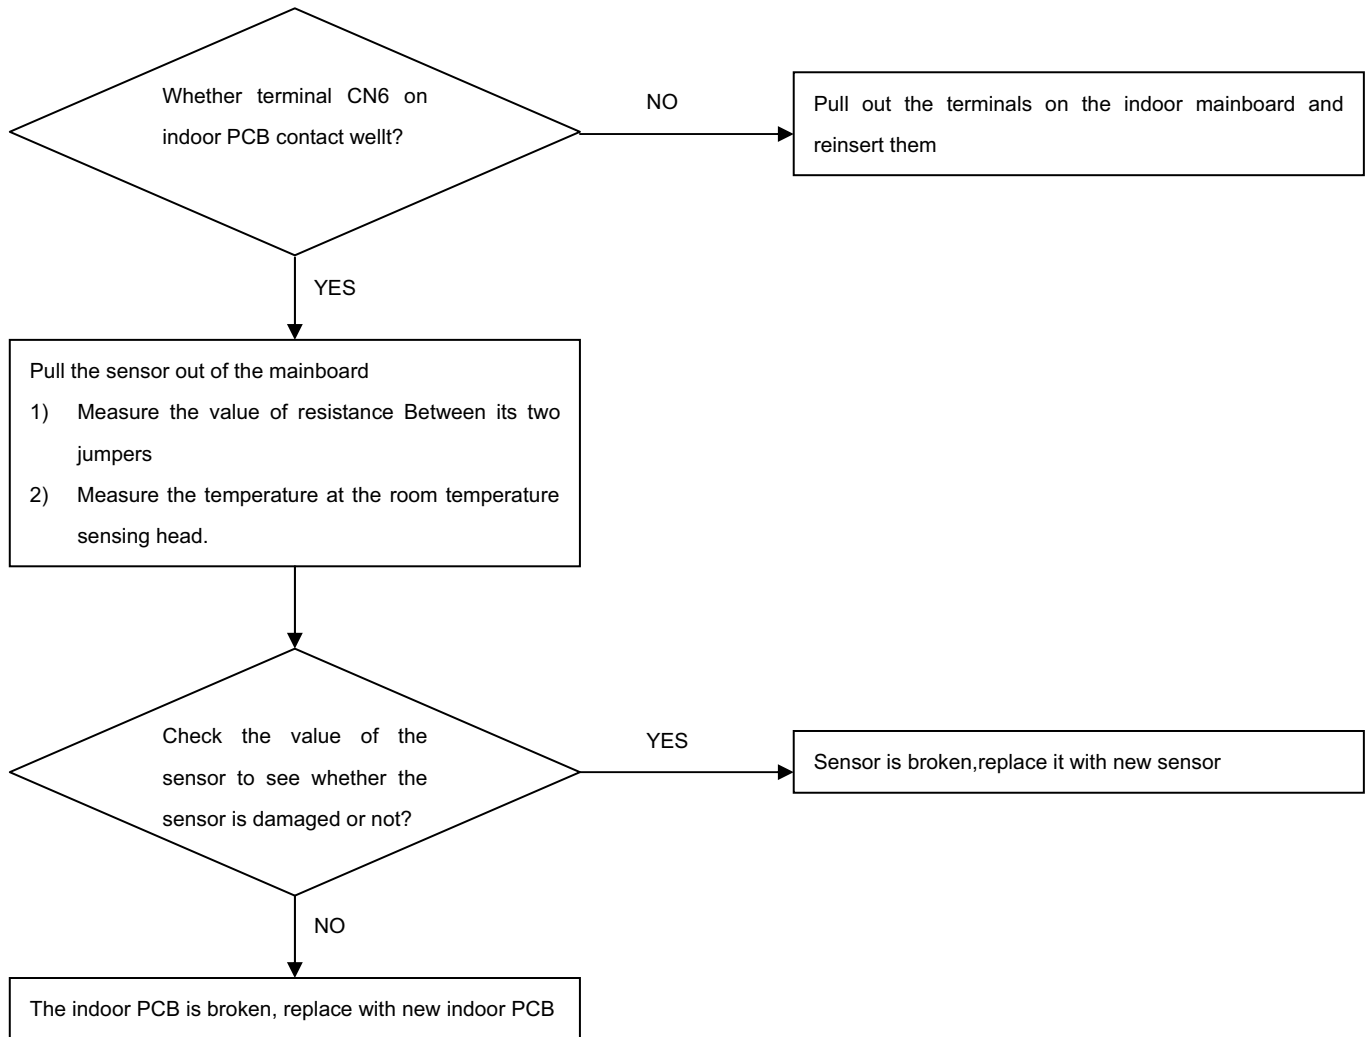 Whether terminal CN6 on
indoor PCB contact wellt?
NO
Pull out the terminals on the indoor mainboard and
reinsert them
YES
Pull the sensor out of the mainboard
1) Measure the value of resistance Between its two
jumpers
2) Measure the temperature at the room temperature
sensing head.
Check the value of the
sensor to see whether the
sensor is damaged or not?
YES
Sensor is broken,replace it with new sensor
NO
The indoor PCB is broken, replace with new indoor PCB